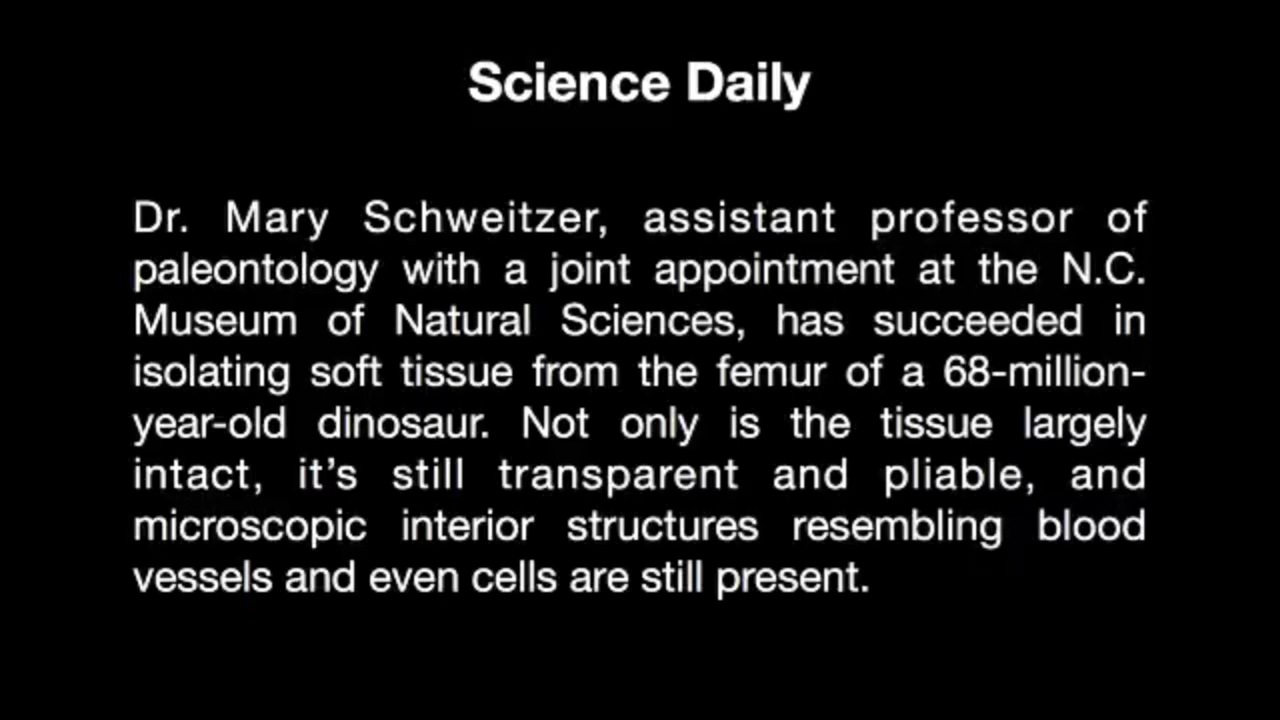 Science Daily
Dr. Mary Schweitzer, assistant professor of
paleontology with a joint appointment at the N.C.
Museum of Natural Sciences, has succeeded in
isolating soft tissue from the femur of a 68-million-
year-old dinosaur. Not only is the tissue largely
intact, it’s still transparent and pliable, and
microscopic interior structures resembling blood
vessels and even cells are still present.